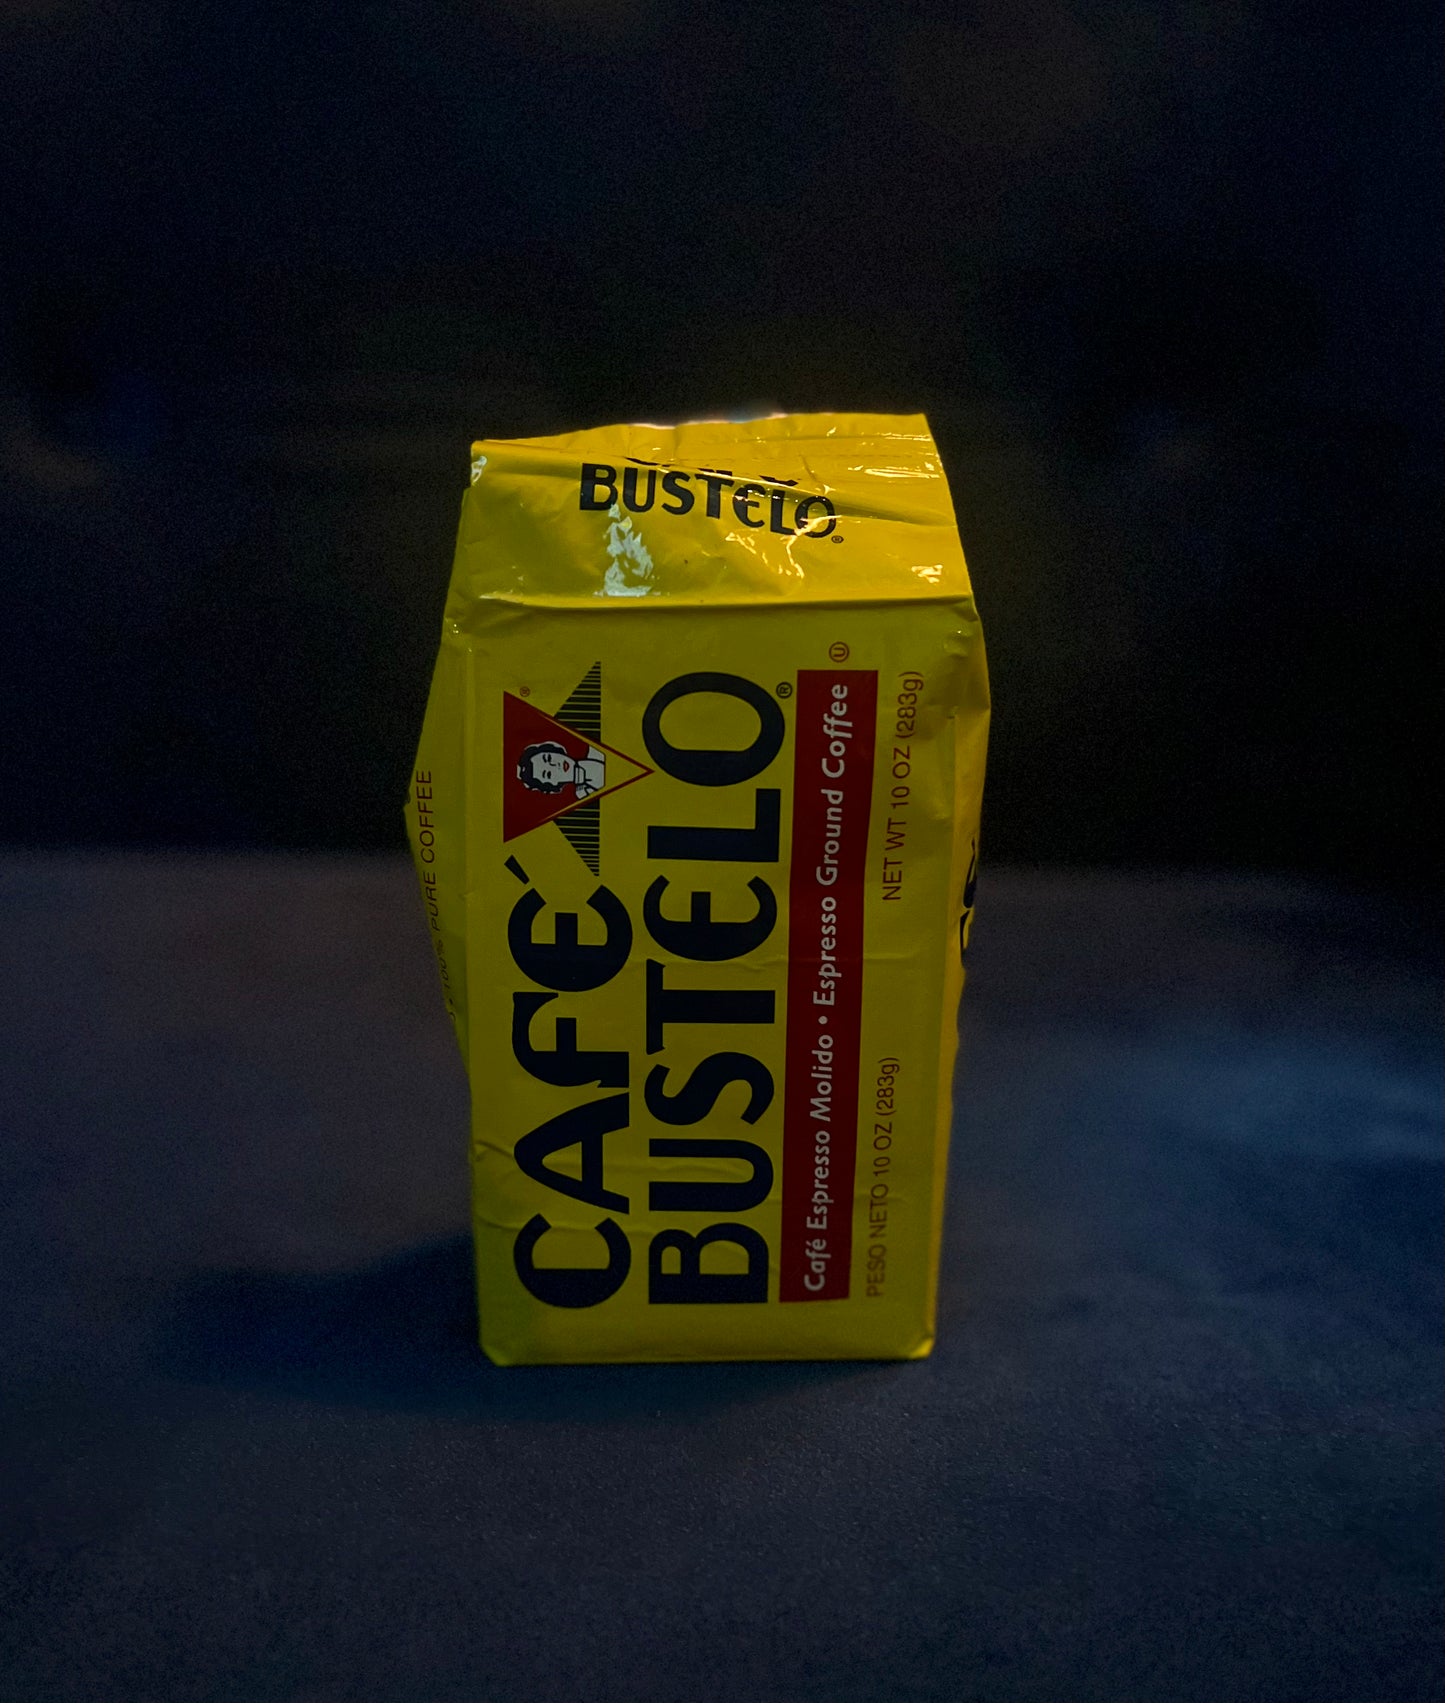 BUSTELO®
CAFÉ
®
BUSTELO®
Café Espresso Molido • Espresso Ground Coffee
Ⓤ
PESO NETO 10 OZ (283g) NET WT 10 OZ (283g)
100% PURE COFFEE